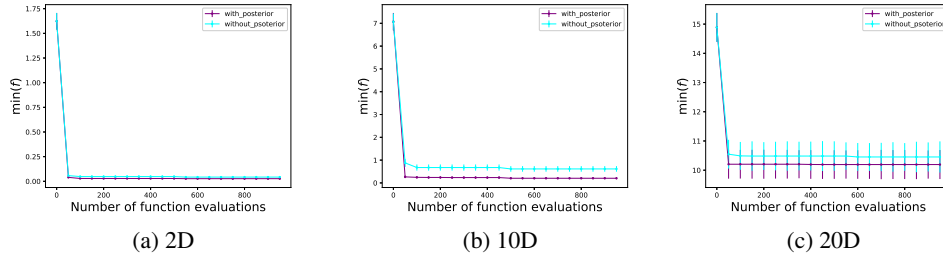 with_posterior
without_psoterior
1.75
1.50
1.25
1.00
0.75
0.50
0.25
0.00
min(f)
0 200 400 600 800
Number of function evaluations
(a) 2D
with_posterior
without_psoterior
7
6
5
4
3
2
1
0
min(f)
0 200 400 600 800
Number of function evaluations
(b) 10D
with_posterior
without_psoterior
15
14
13
12
11
10
min(f)
0 200 400 600 800
Number of function evaluations
(c) 20D